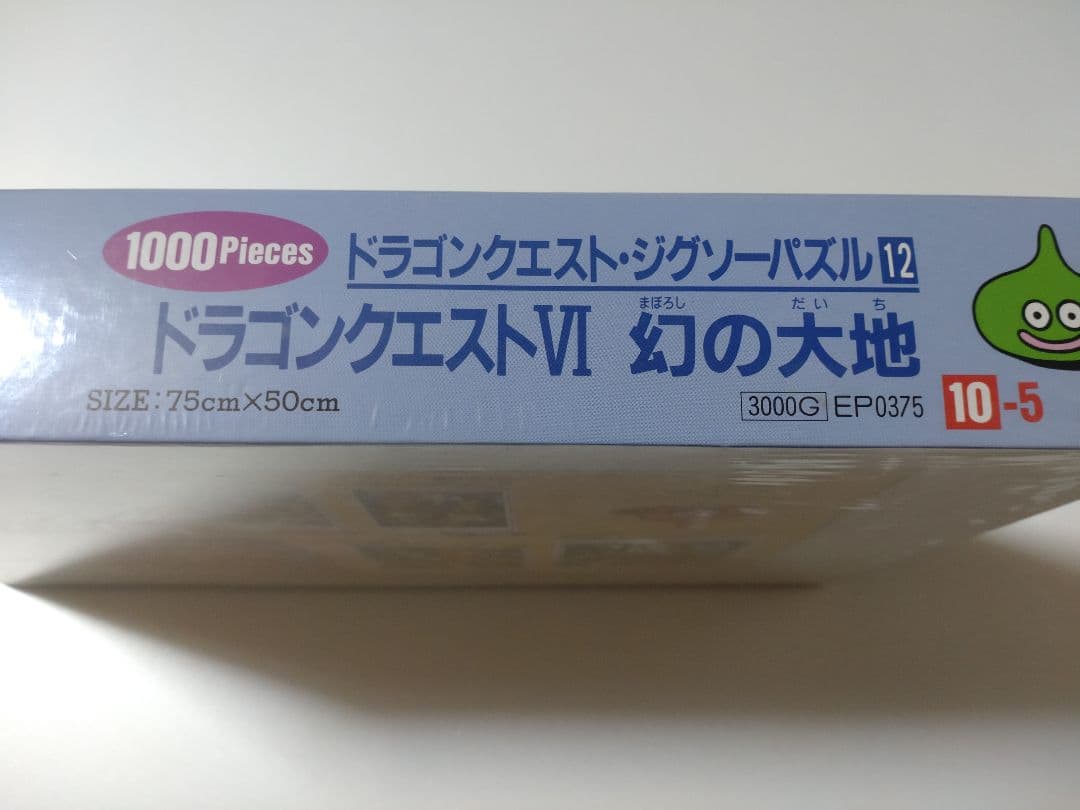 1000Pieces ドラゴンクエスト・ジグソーパズル12
ドラゴンクエストⅥ 幻の大地
まぼろし だいち
SIZE:75cm×50cm 3000G EP0375 10-5